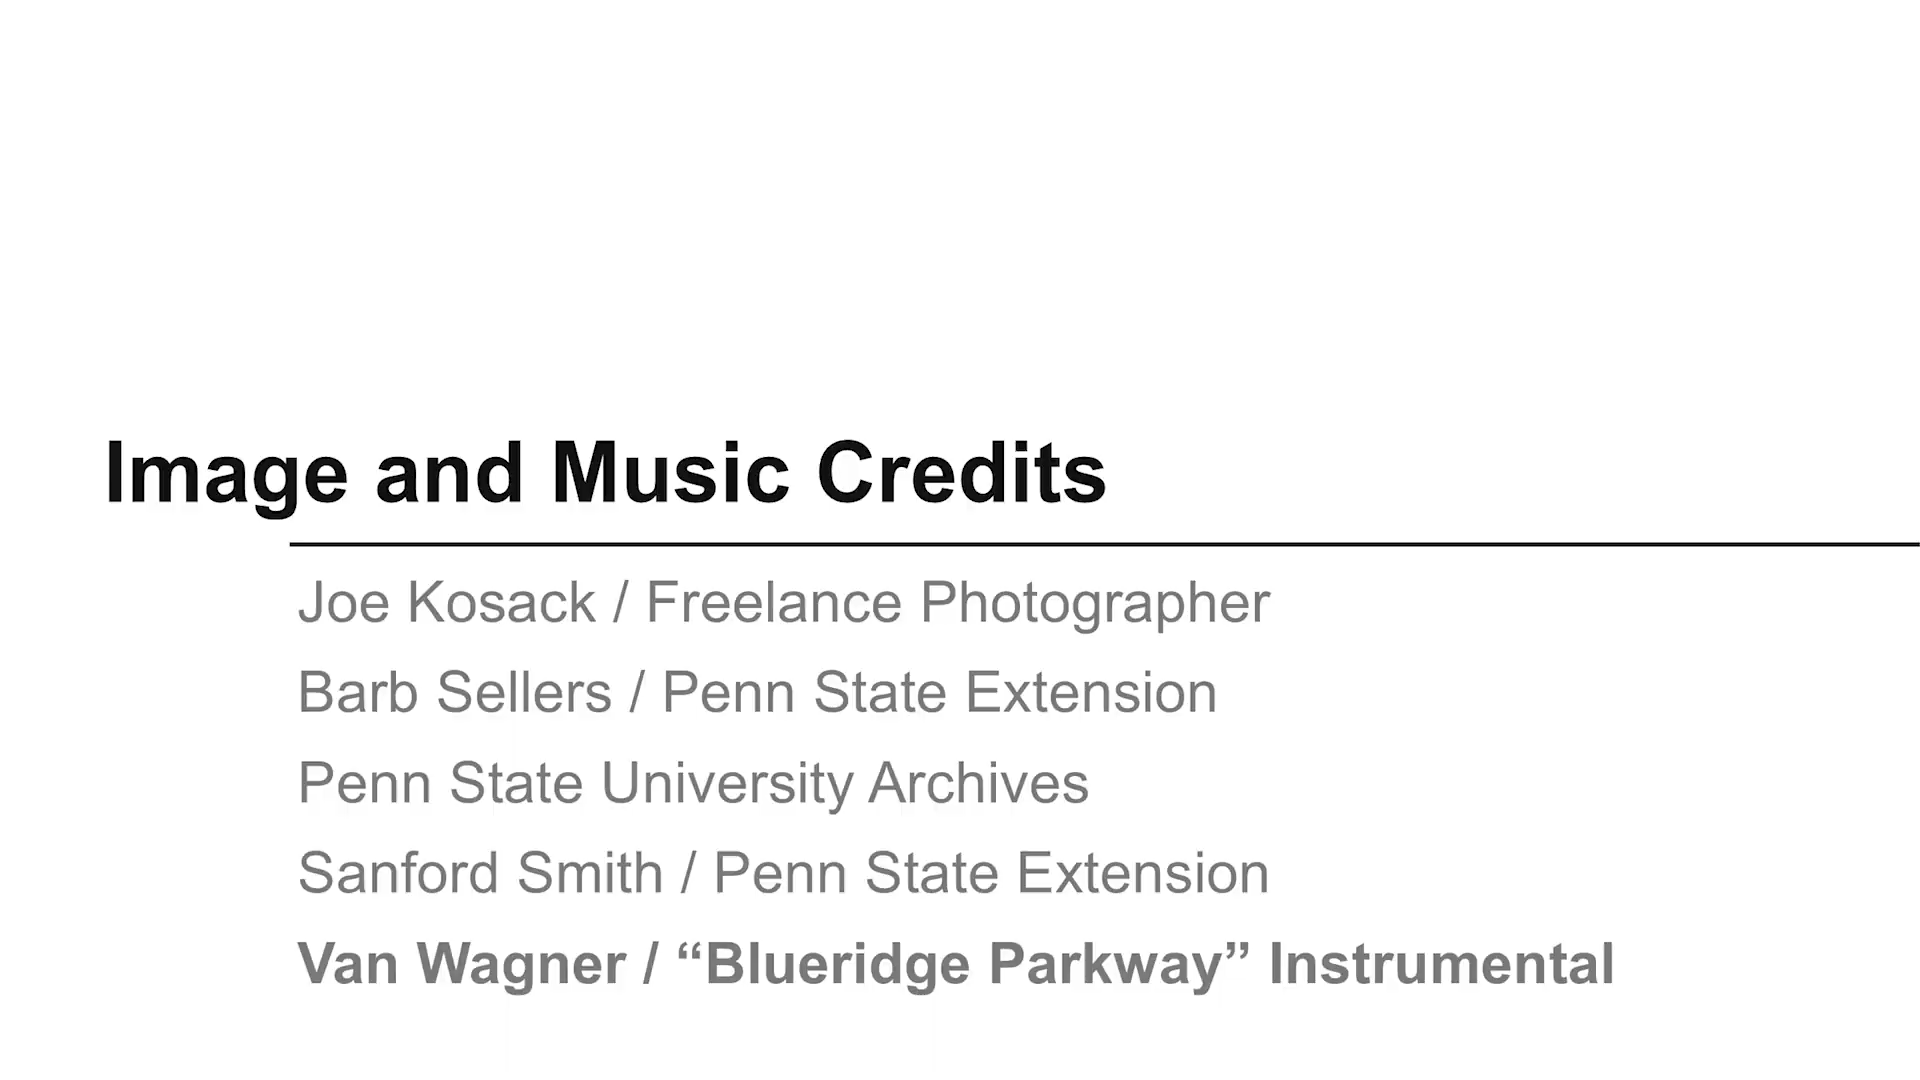 Image and Music Credits
Joe Kosack / Freelance Photographer
Barb Sellers / Penn State Extension
Penn State University Archives
Sanford Smith / Penn State Extension
Van Wagner / “Blueridge Parkway” Instrumental